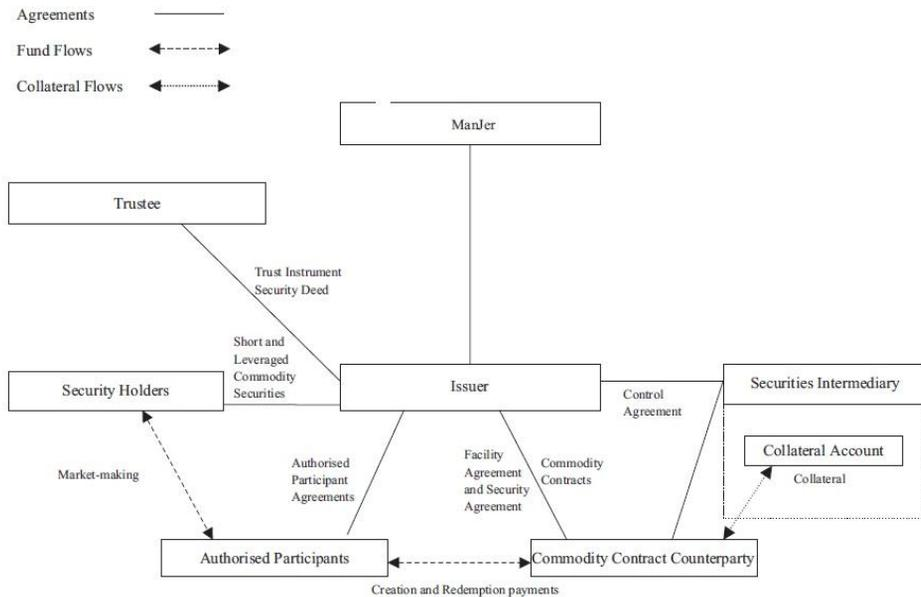 Agreements
Fund Flows
Collateral Flows
ManJer
Trustee
Trust Instrument
Security Deed
Short and
Leveraged
Commodity
Securities
Security Holders
Issuer
Securities Intermediary
Control
Agreement
Collateral Account
Collateral
Market-making
Authorised
Participant
Agreements
Facility
Agreement
and Security
Agreement
Commodity
Contracts
Authorised Participants
Commodity Contract Counterparty
Creation and Redemption payments